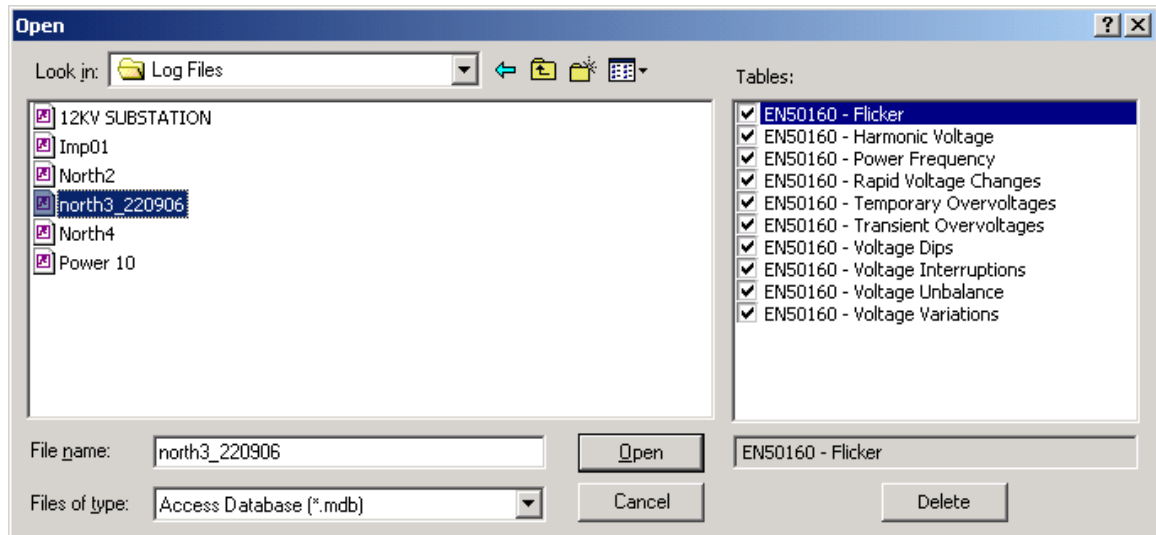 Open
Look in: Log Files
Tables:
12KV SUBSTATION
Imp01
North2
north3_220906
North4
Power 10
EN50160 - Flicker
EN50160 - Harmonic Voltage
EN50160 - Power Frequency
EN50160 - Rapid Voltage Changes
EN50160 - Temporary Overvoltages
EN50160 - Transient Overvoltages
EN50160 - Voltage Dips
EN50160 - Voltage Interruptions
EN50160 - Voltage Unbalance
EN50160 - Voltage Variations
File name: north3_220906 Open EN50160 - Flicker
Files of type: Access Database (*.mdb) Cancel Delete